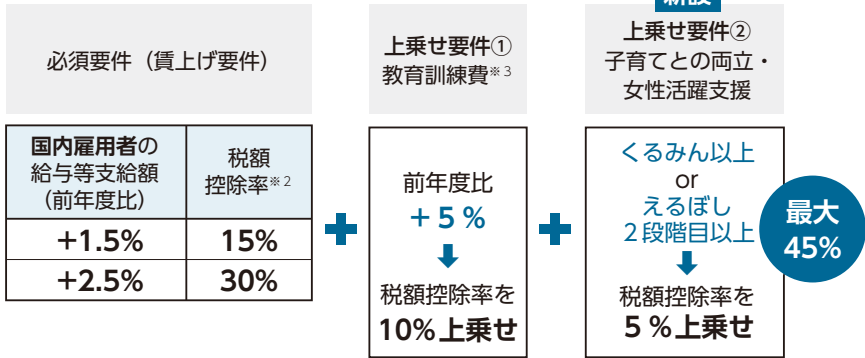 必須要件（賃上げ要件）
国内雇用者の
給与等支給額
（前年度比）
税額
控除率※2
+1.5%
15%
+2.5%
30%
+
上乗せ要件①
教育訓練費※3
前年度比
+5%
税額控除率を
10%上乗せ
+
上乗せ要件②
子育てとの両立・
女性活躍支援
くるみん以上
or
えるぼし
2段階目以上
税額控除率を
5%上乗せ
最大
45%